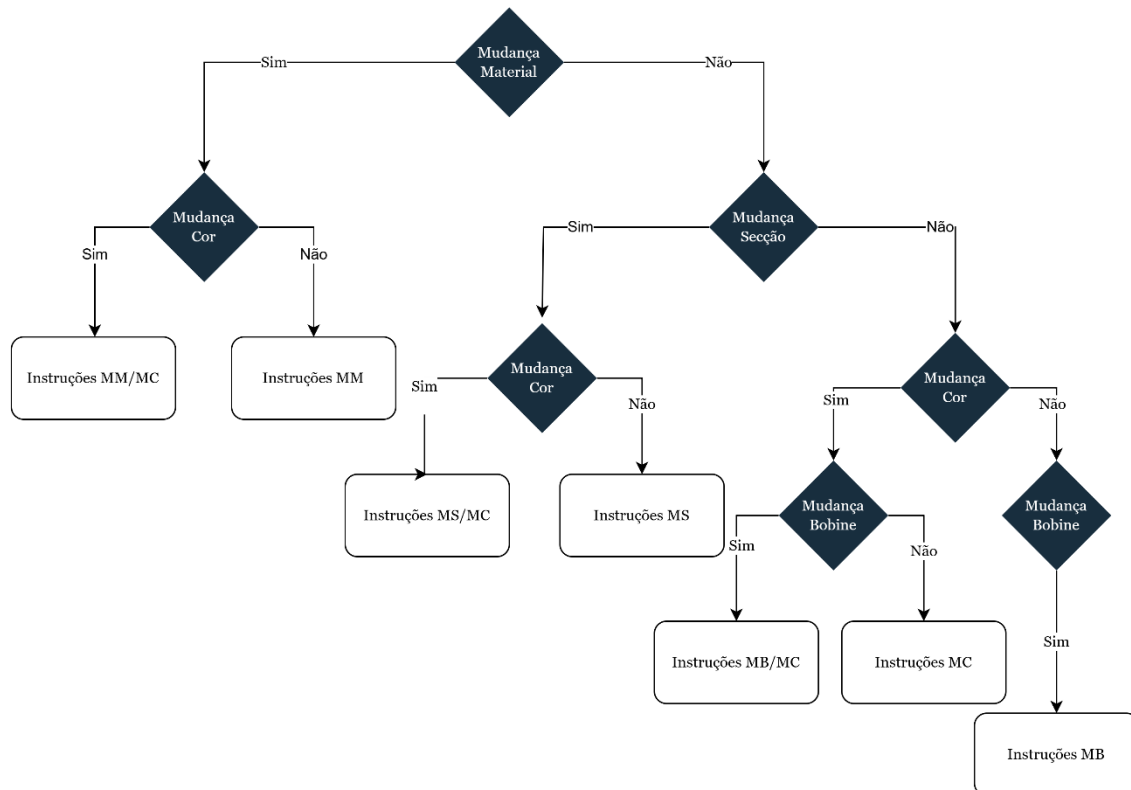 Mudança
Material
Sim
Não
Mudança
Cor
Mudança
Secção
Sim
Não
Sim
Não
Instruções MM/MC
Instruções MM
Mudança
Cor
Mudança
Cor
Sim
Não
Sim
Não
Instruções MS/MC
Instruções MS
Mudança
Bobine
Mudança
Bobine
Sim
Não
Sim
Instruções MB/MC
Instruções MC
Instruções MB